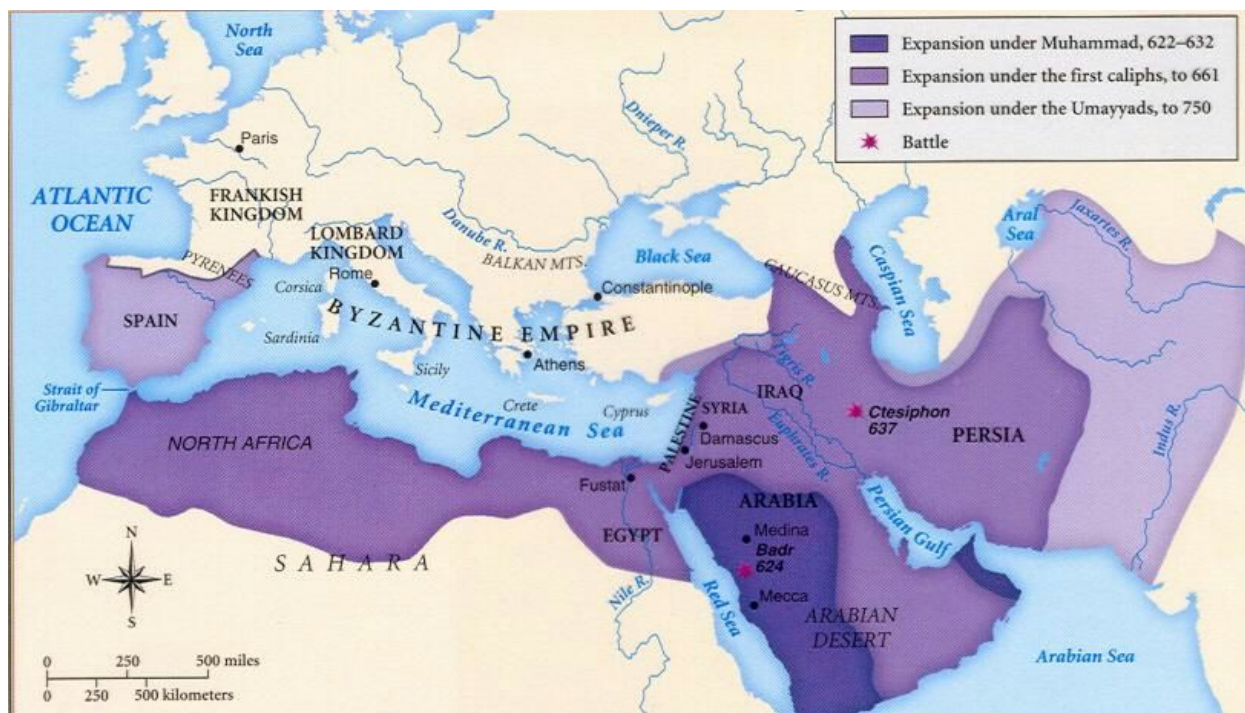 North
Sea
Expansion under Muhammad, 622–632
Expansion under the first caliphs, to 661
Expansion under the Umayyads, to 750
Battle
Dnieper R.
Paris
ATLANTIC
OCEAN
FRANKISH
KINGDOM
LOMBARD
KINGDOM
Danube R.
BALKAN MTS.
Black Sea
Aral
Sea
Jaxartes R.
Caspian Sea
CAUCASUS MTS.
PYRENEES
Rome
Corsica
Constantinople
BYZANTINE EMPIRE
SPAIN
Sardinia
Athens
Sicily
Tigris R.
IRAQ
Strait of
Gibraltar
Mediterranean Sea
Crete
Cyprus
SYRIA
Ctesiphon
637
PERSIA
Indus R.
NORTH AFRICA
PALESTINE
Damascus
Euphrates R.
Jerusalem
Fustat
ARABIA
Persian Gulf
EGYPT
Medina
Badr
624
SAHARA
Nile R.
Mecca
Red Sea
ARABIAN
DESERT
Arabian Sea
N
W
E
S
0 250 500 miles
0 250 500 kilometers